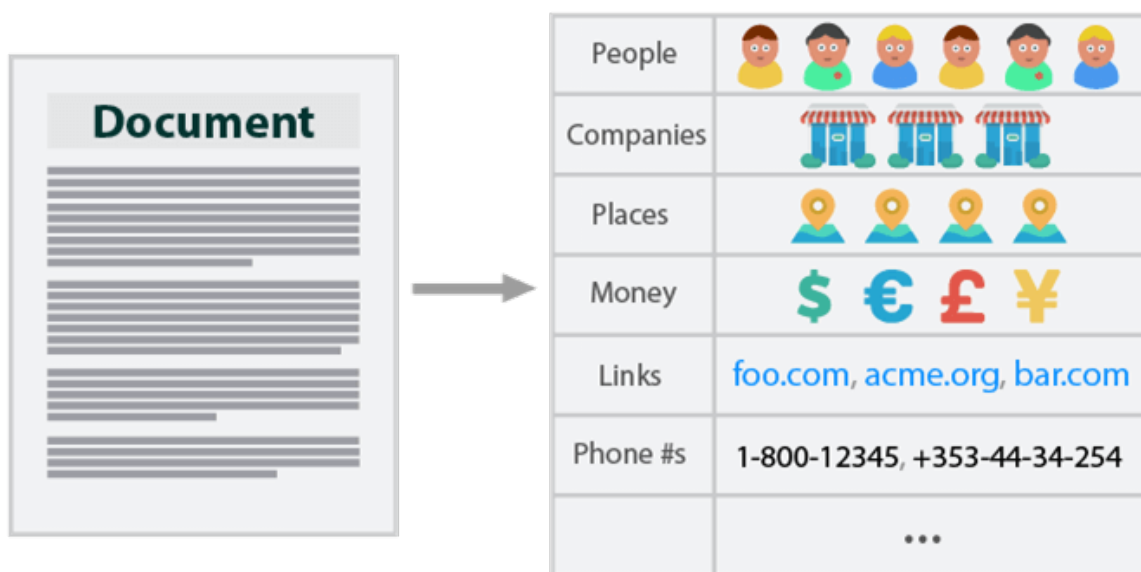 Document
People
Companies
Places
Money
$ € £ ¥
Links
foo.com, acme.org, bar.com
Phone #s
1-800-12345, +353-44-34-254
...